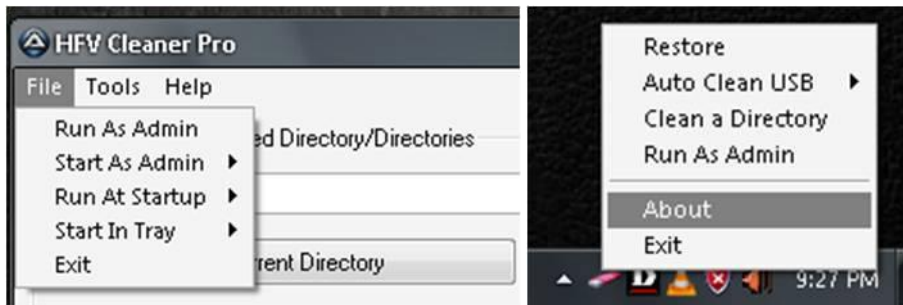 HFV Cleaner Pro
File Tools Help
Run As Admin
Start As Admin
Run At Startup
Start In Tray
Exit
ed Directory/Directories
rrent Directory
Restore
Auto Clean USB
Clean a Directory
Run As Admin
About
Exit
9:27 PM